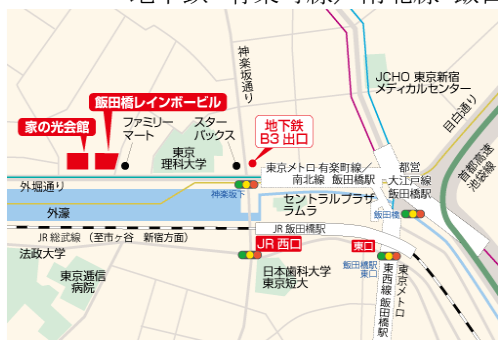 地下鉄 有楽町線／南北線 飯田
神楽坂通り
JCHO 東京新宿
メディカルセンター
目白通り
飯田橋レインボービル
家の光会館
ファミリー
マート
スター
バックス
地下鉄
B3 出口
東京
理科大学
首都高速
池袋線
東京メトロ 有楽町線／
南北線 飯田橋駅
都営
大江戸線
飯田橋駅
外堀通り
神楽坂下
セントラルプラザ
ラムラ
飯田橋
外濠
JR 飯田橋駅
JR 総武線 （至市ヶ谷 新宿方面）
JR 西口
東口
法政大学
飯田橋駅
東口
東京逓信
病院
日本歯科大学
東京短大
東京メトロ
東西線 飯田橋駅